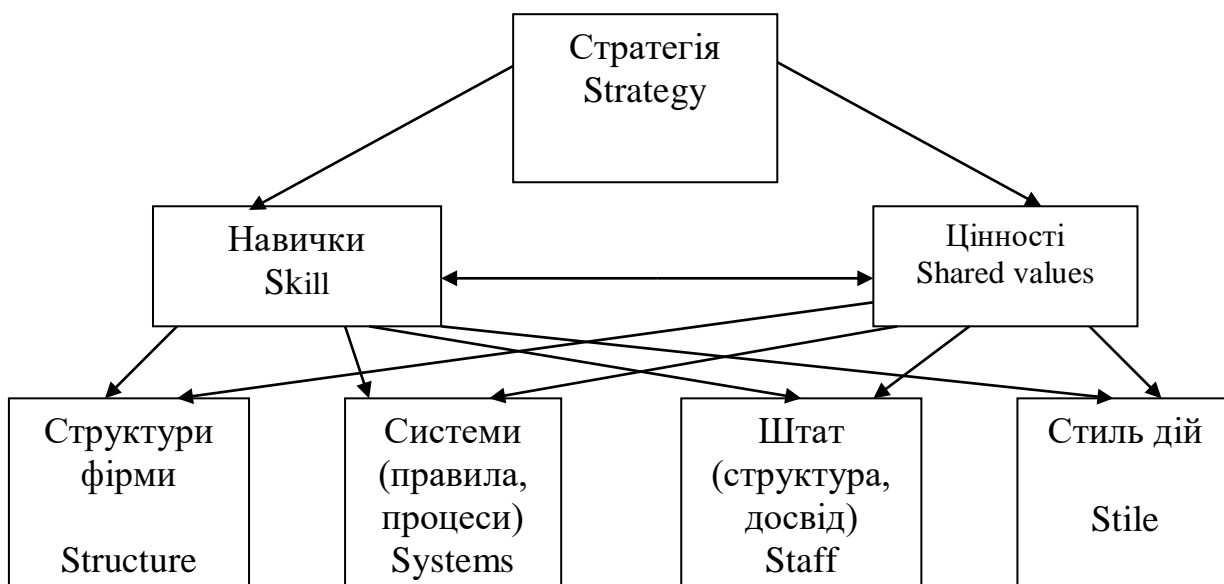 Стратегія
Strategy
Навички
Skill
Цінності
Shared values
Структури
фірми
Structure
Системи
(правила,
процеси)
Systems
Штат
(структура,
досвід)
Staff
Стиль дій
Stile